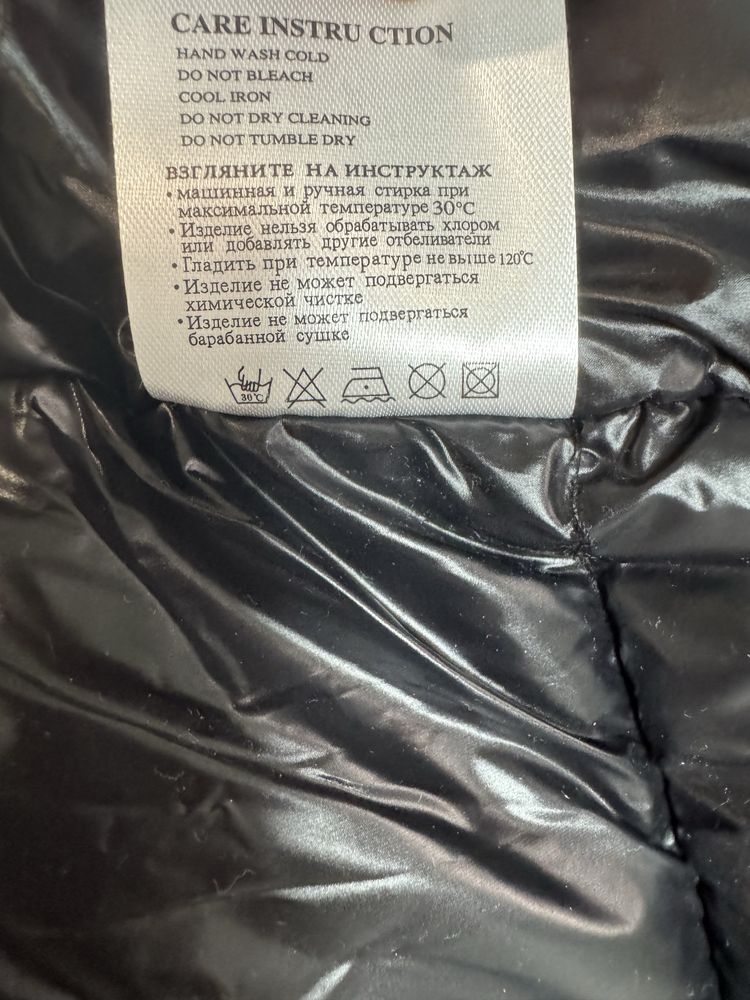 CARE INSTRU CTION
HAND WASH COLD
DO NOT BLEACH
COOL IRON
DO NOT DRY CLEANING
DO NOT TUMBLE DRY
ВЗГЛЯНИТЕ НА ИНСТРУКТАЖ
• машинная и ручная стирка при
максимальной температуре 30°C
• Изделие нельзя обрабатывать хлором
или добавлять другие отбеливатели
• Гладить при температуре не выше 120°C
• Изделие не может подвергаться
химической чистке
• Изделие не может подвергаться
барабанной сушке
30°C